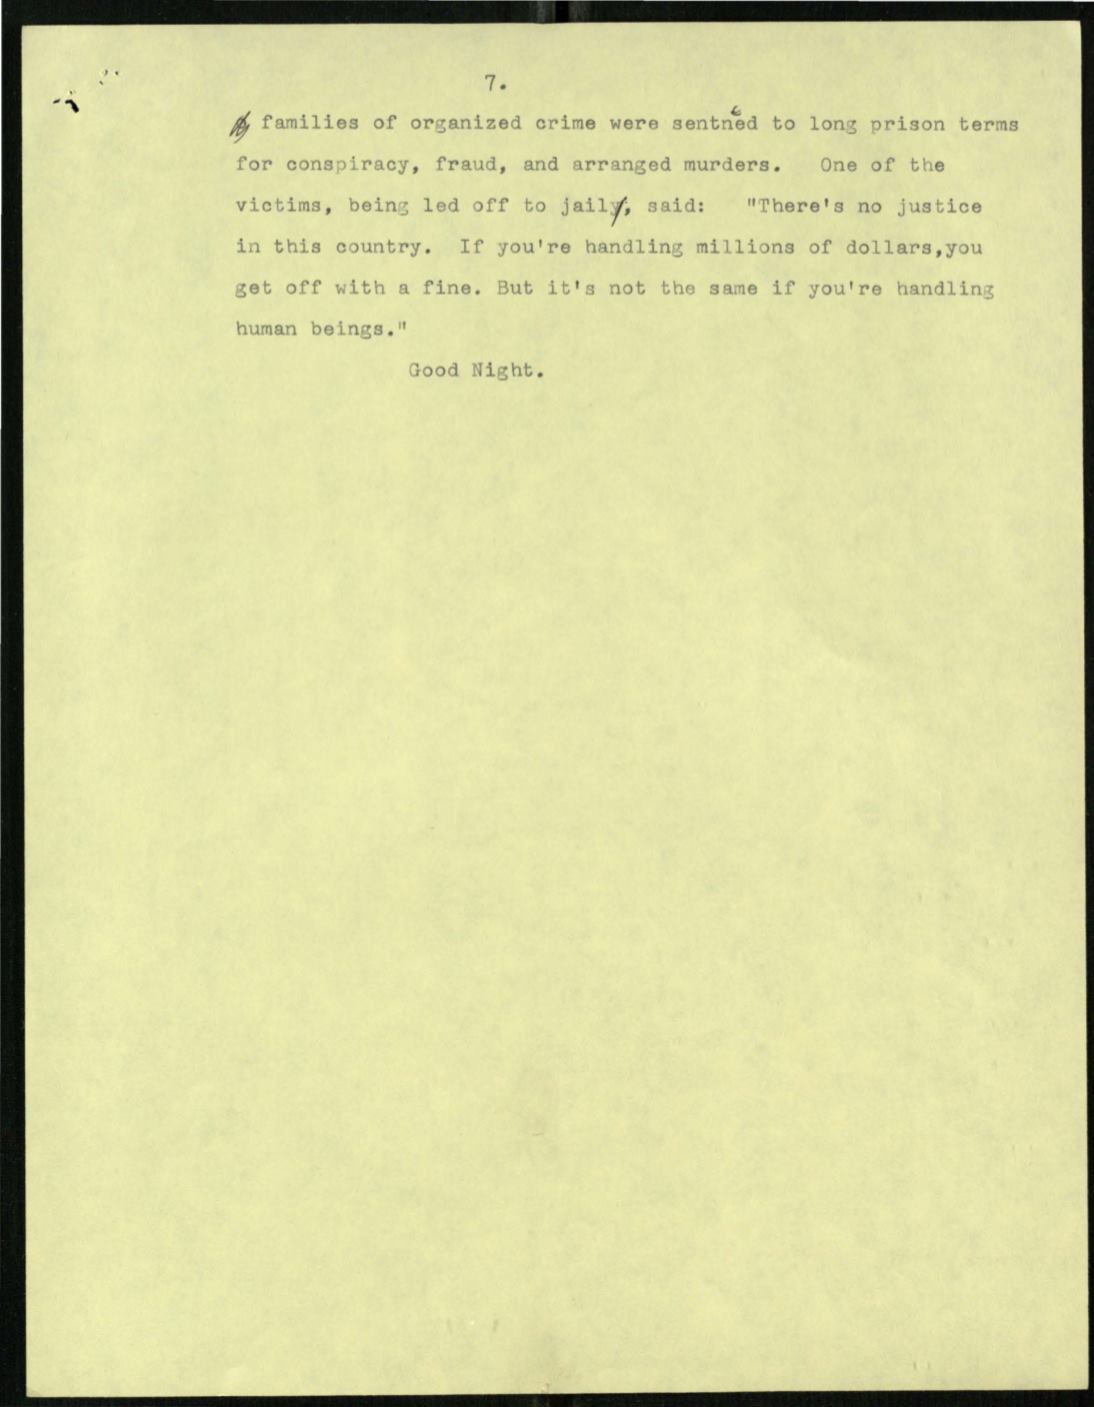 7.
families of organized crime were sentned to long prison terms
for conspiracy, fraud, and arranged murders. One of the
victims, being led off to jail, said: "There's no justice
in this country. If you're handling millions of dollars,you
get off with a fine. But it's not the same if you're handling
human beings."
Good Night.